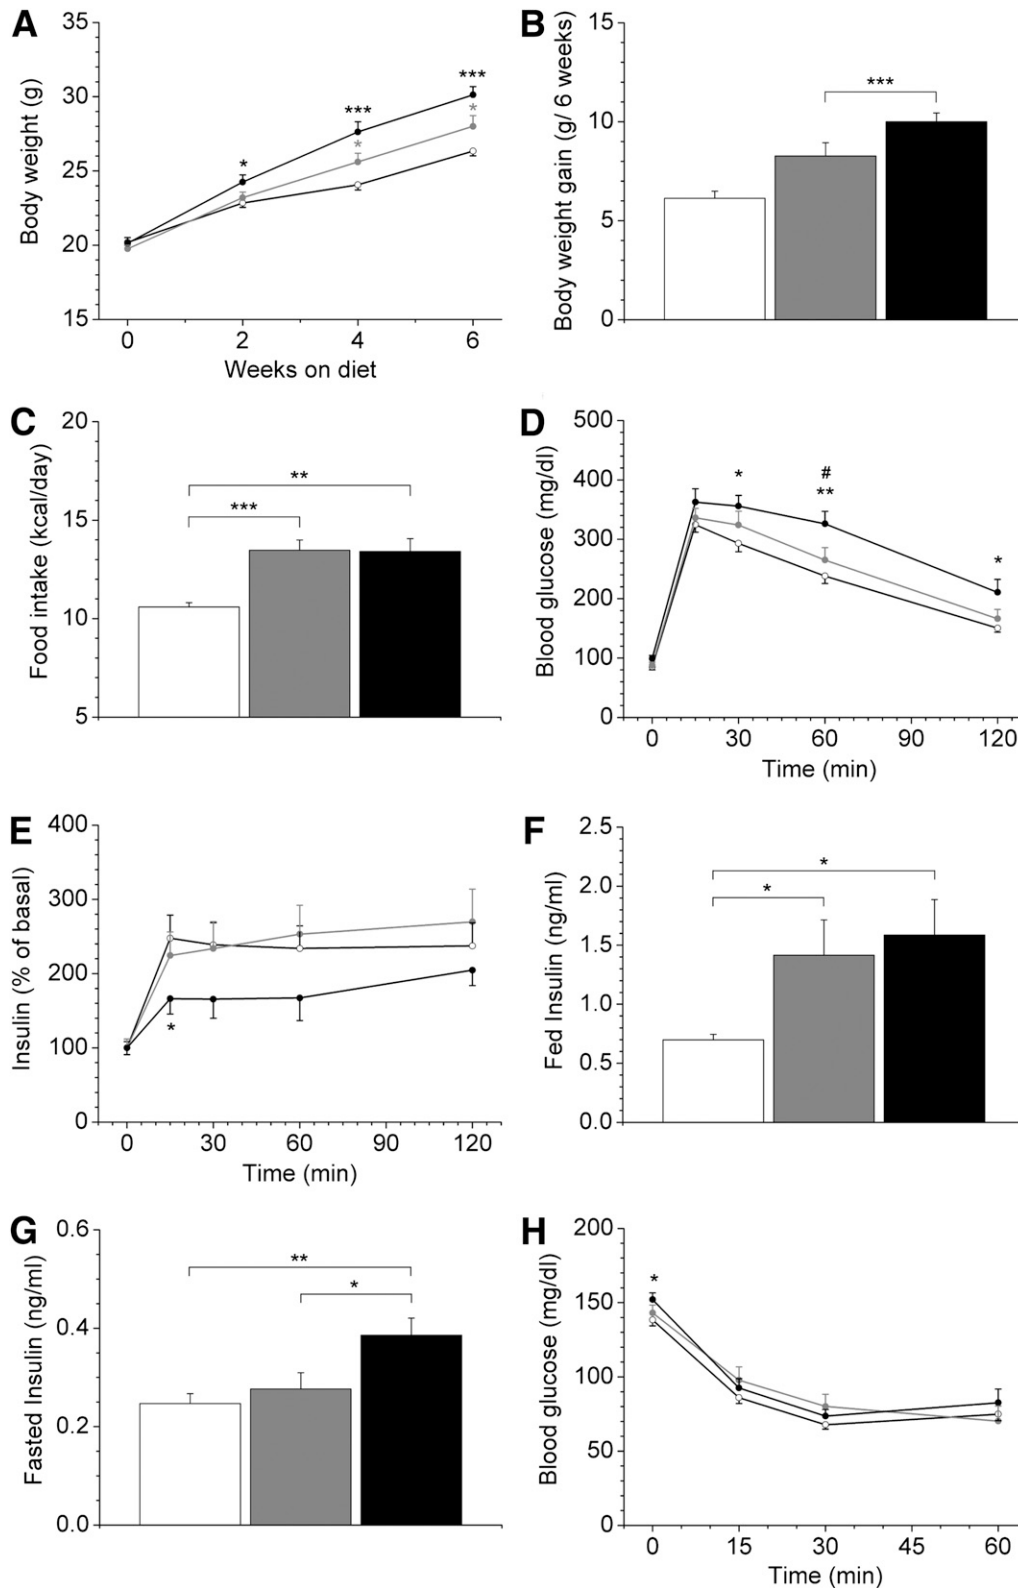 A
Body weight (g)
35
30
25
20
15
*
***
*
***
*
0 2 4 6
Weeks on diet
B
Body weight gain (g/ 6 weeks)
15
10
5
0
***
C
Food intake (kcal/day)
20
15
10
5
**
***
D
Blood glucose (mg/dl)
500
400
300
200
100
0
*
#
**
*
0 30 60 90 120
Time (min)
E
Insulin (% of basal)
400
300
200
100
0
*
0 30 60 90 120
Time (min)
F
Fed Insulin (ng/ml)
2.5
2.0
1.5
1.0
0.5
0.0
*
*
G
Fasted Insulin (ng/ml)
0.6
0.4
0.2
0.0
**
*
H
Blood glucose (mg/dl)
200
150
100
50
0
*
0 15 30 45 60
Time (min)